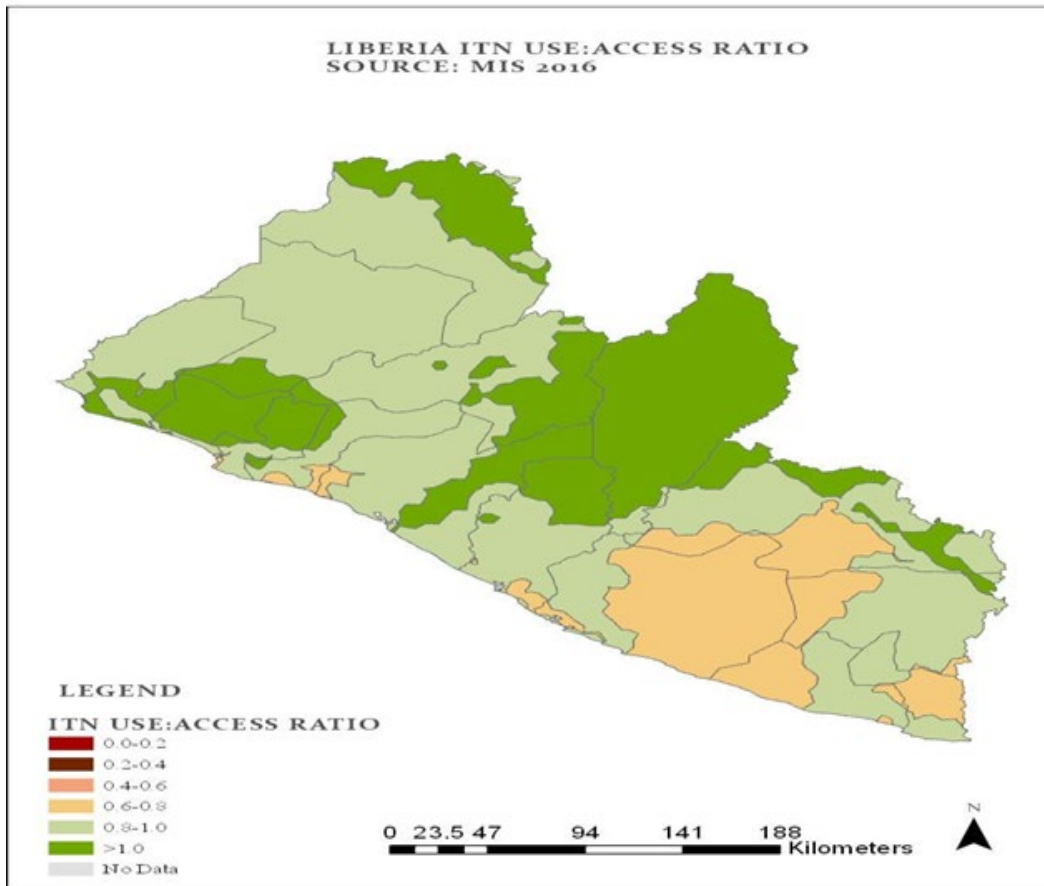 LIBERIA ITN USE:ACCESS RATIO
SOURCE: MIS 2016
LEGEND
ITN USE:ACCESS RATIO
0.0-0.2
0.2-0.4
0.4-0.6
0.6-0.8
0.8-1.0
>1.0
No Data
0 23.5 47 94 141 188
Kilometers
N